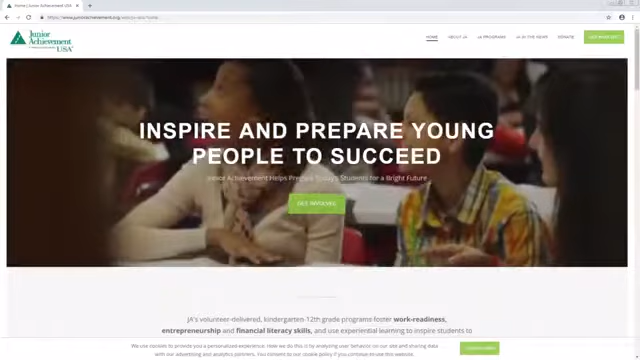 Home | Junior Achievement USA
Junior
Achievement
USA
HOME
ABOUT JA
JA PROGRAMS
JA IN THE NEWS
DONATE
GET INVOLVED
INSPIRE AND PREPARE YOUNG
PEOPLE TO SUCCEED
Junior Achievement Helps Prepare Today's Students for a Bright Future
GET INVOLVED
JA's volunteer-delivered, kindergarten-12th grade programs foster work-readiness,
entrepreneurship and financial literacy skills, and use experiential learning to inspire students to
We use cookies to provide you a personalized experience. Here we do this is by analyzing user behavior on our site and sharing data
with our advertising and analytics partners. You consent to our cookie policy if you continue to use this website.